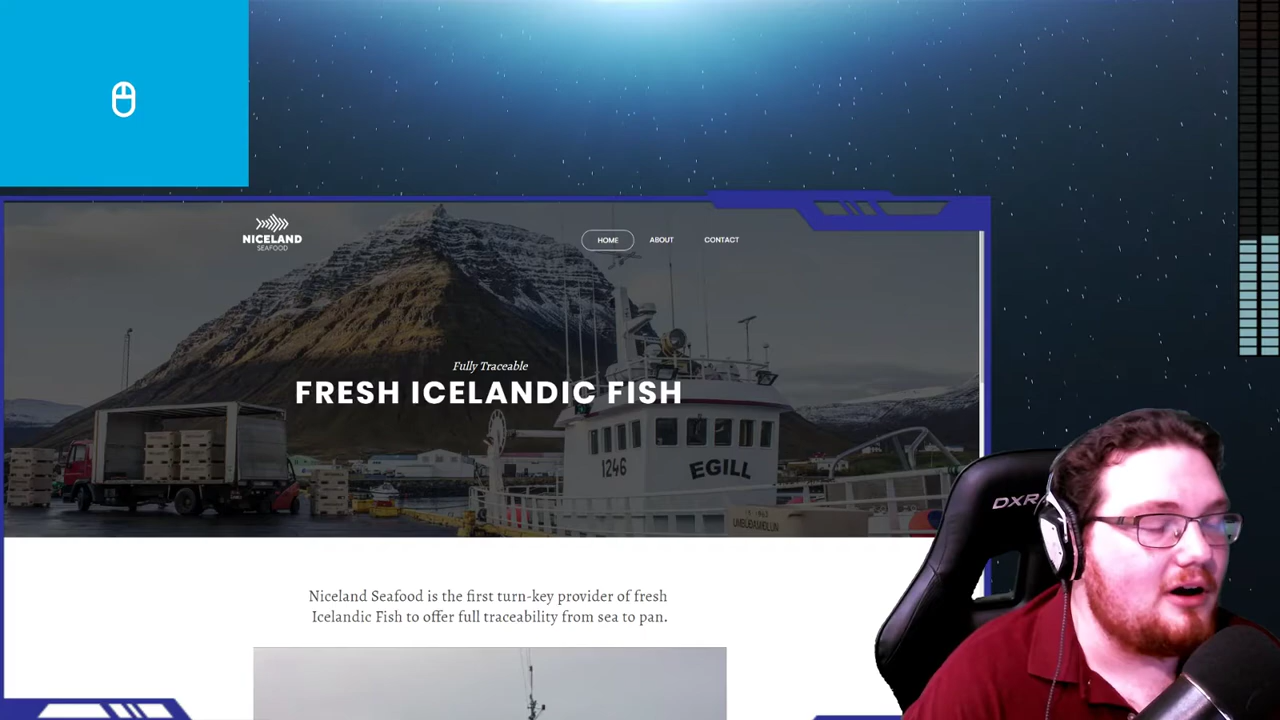 NICELAND
SEAFOOD
HOME
ABOUT
CONTACT
Fully Traceable
FRESH ICELANDIC FISH
1246
EGILL
Niceland Seafood is the first turn-key provider of fresh
Icelandic Fish to offer full traceability from sea to pan.